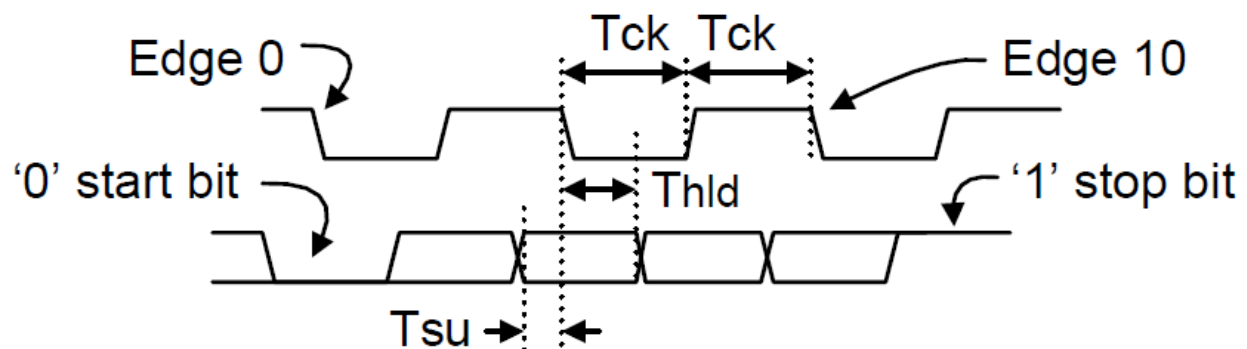 Tck Tck
Edge 0
Edge 10
‘0’ start bit
Thld
‘1’ stop bit
Tsu